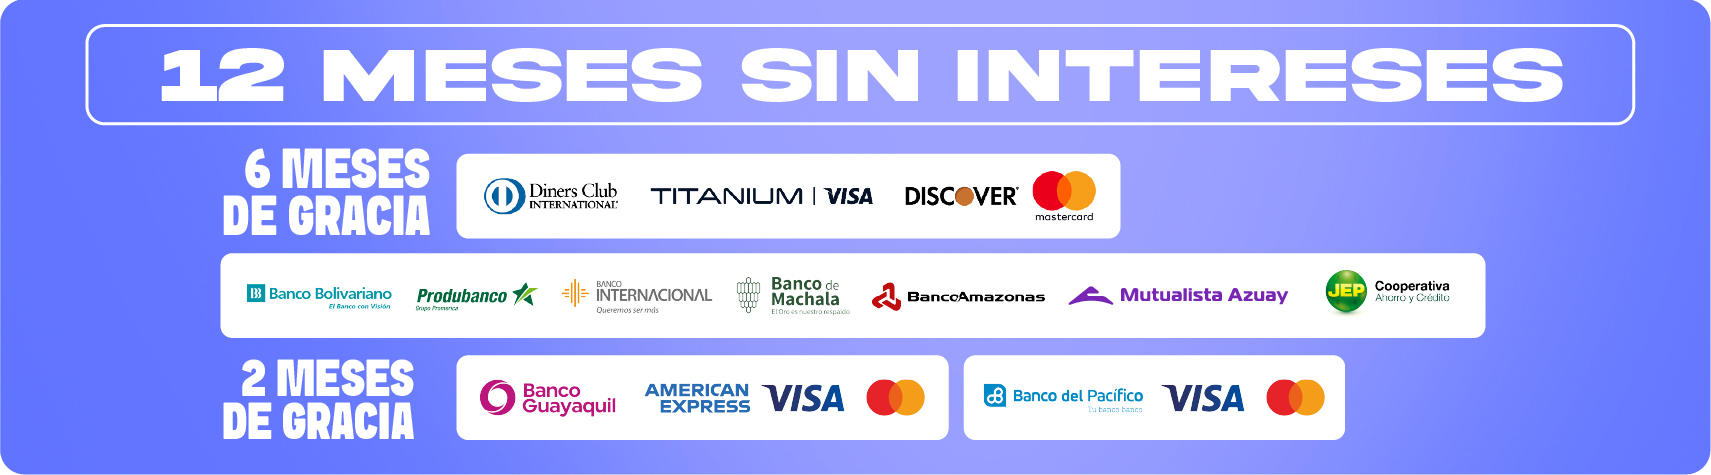 12 MESES SIN INTERESES
6 MESES
DE GRACIA
Diners Club
INTERNATIONAL
TITANIUM | VISA
DISCOVER
mastercard
BB Banco Bolivariano
El Banco con Visión
Produbanco
Grupo Promerica
BANCO
INTERNACIONAL
Queremos ser más
Banco de
Machala
El Oro es nuestro respaldo
BancoAmazonas
Mutualista Azuay
JEP
Cooperativa
Ahorro y Crédito
2 MESES
DE GRACIA
Banco
Guayaquil
AMERICAN
EXPRESS
VISA
Banco del Pacífico
Tu banco banco
VISA